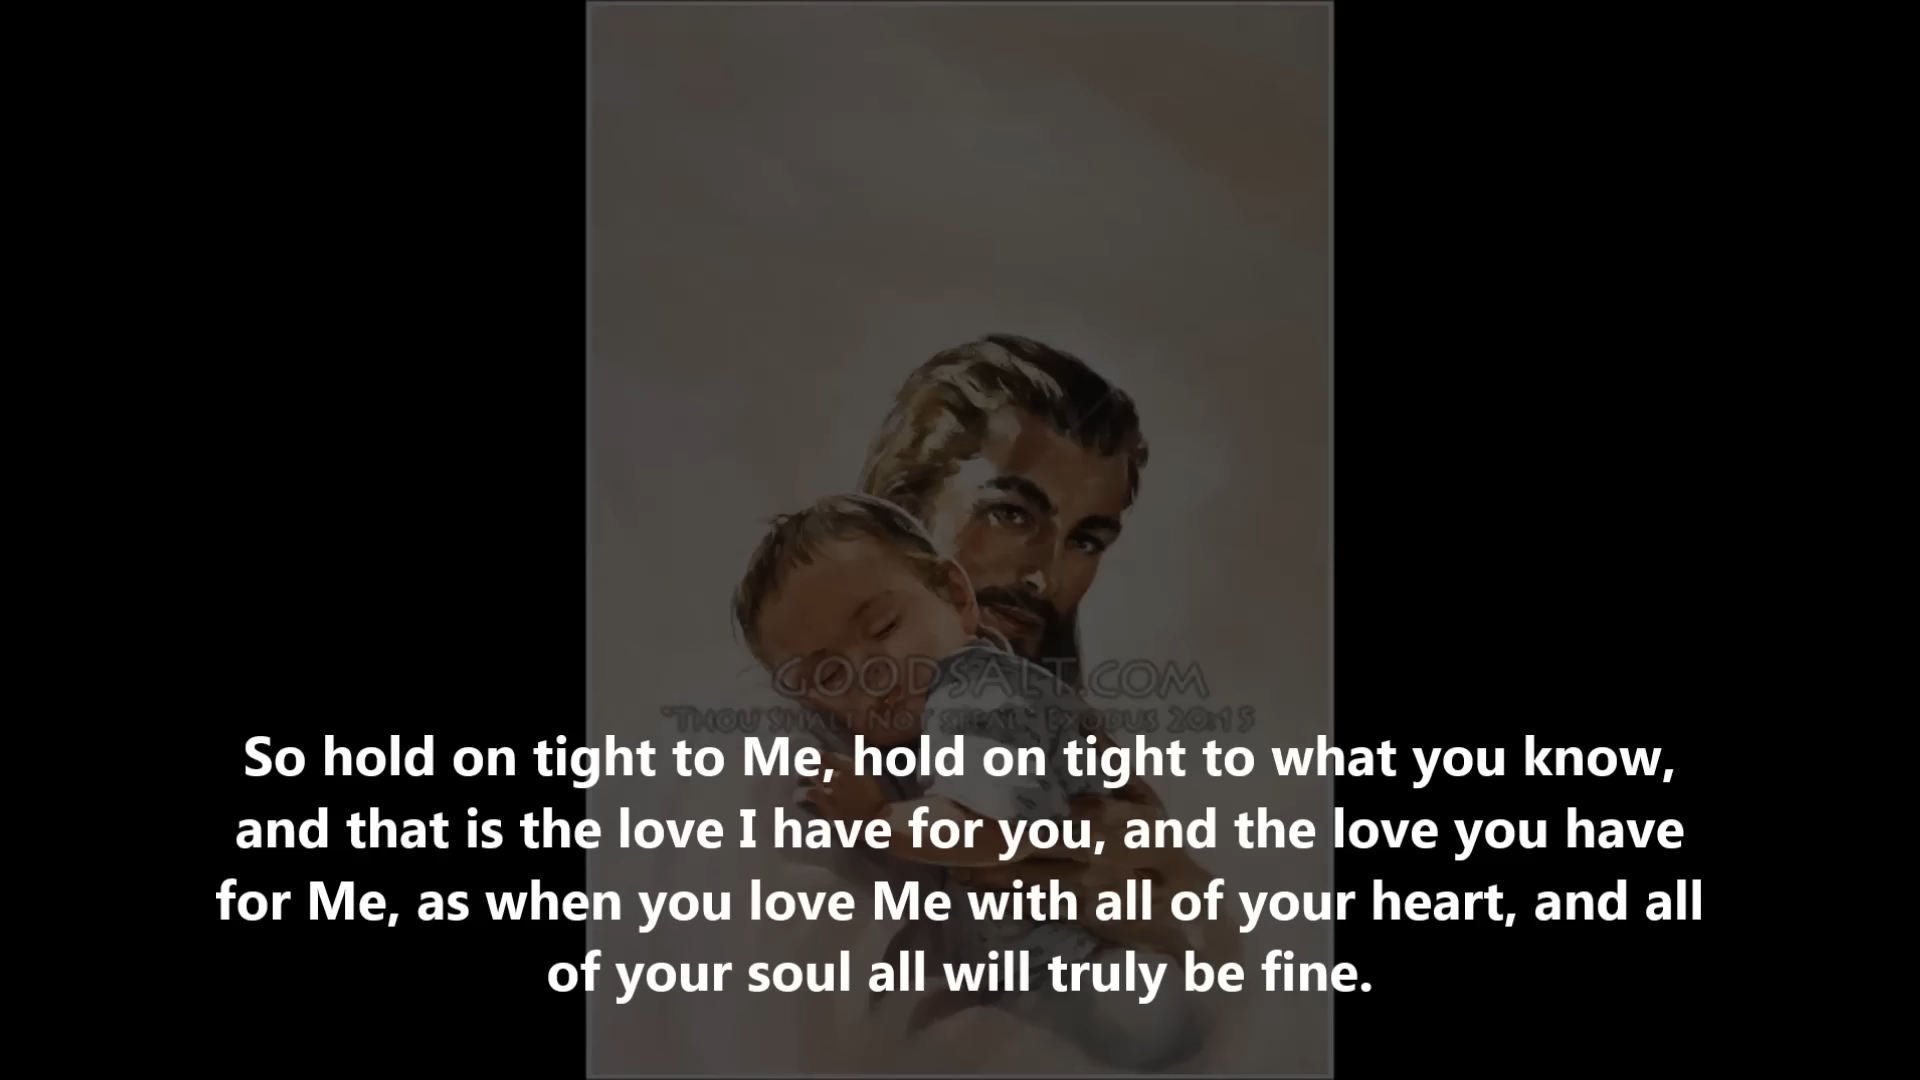 GOODSALT.COM
"THOU SHALT NOT STEAL" EXODUS 20:15
So hold on tight to Me, hold on tight to what you know,
and that is the love I have for you, and the love you have
for Me, as when you love Me with all of your heart, and all
of your soul all will truly be fine.